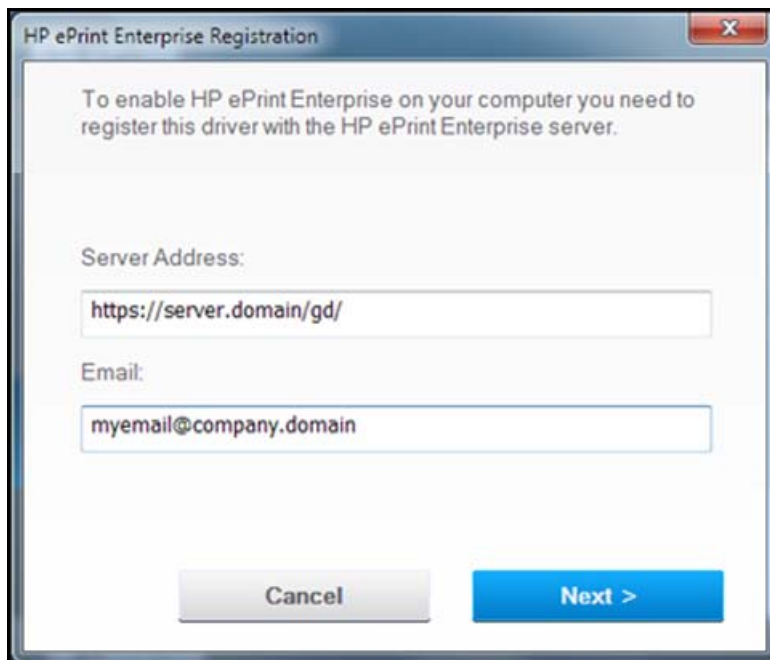 HP ePrint Enterprise Registration
To enable HP ePrint Enterprise on your computer you need to
register this driver with the HP ePrint Enterprise server.
Server Address:
https://server.domain/gd/
Email:
myemail@company.domain
Cancel
Next >